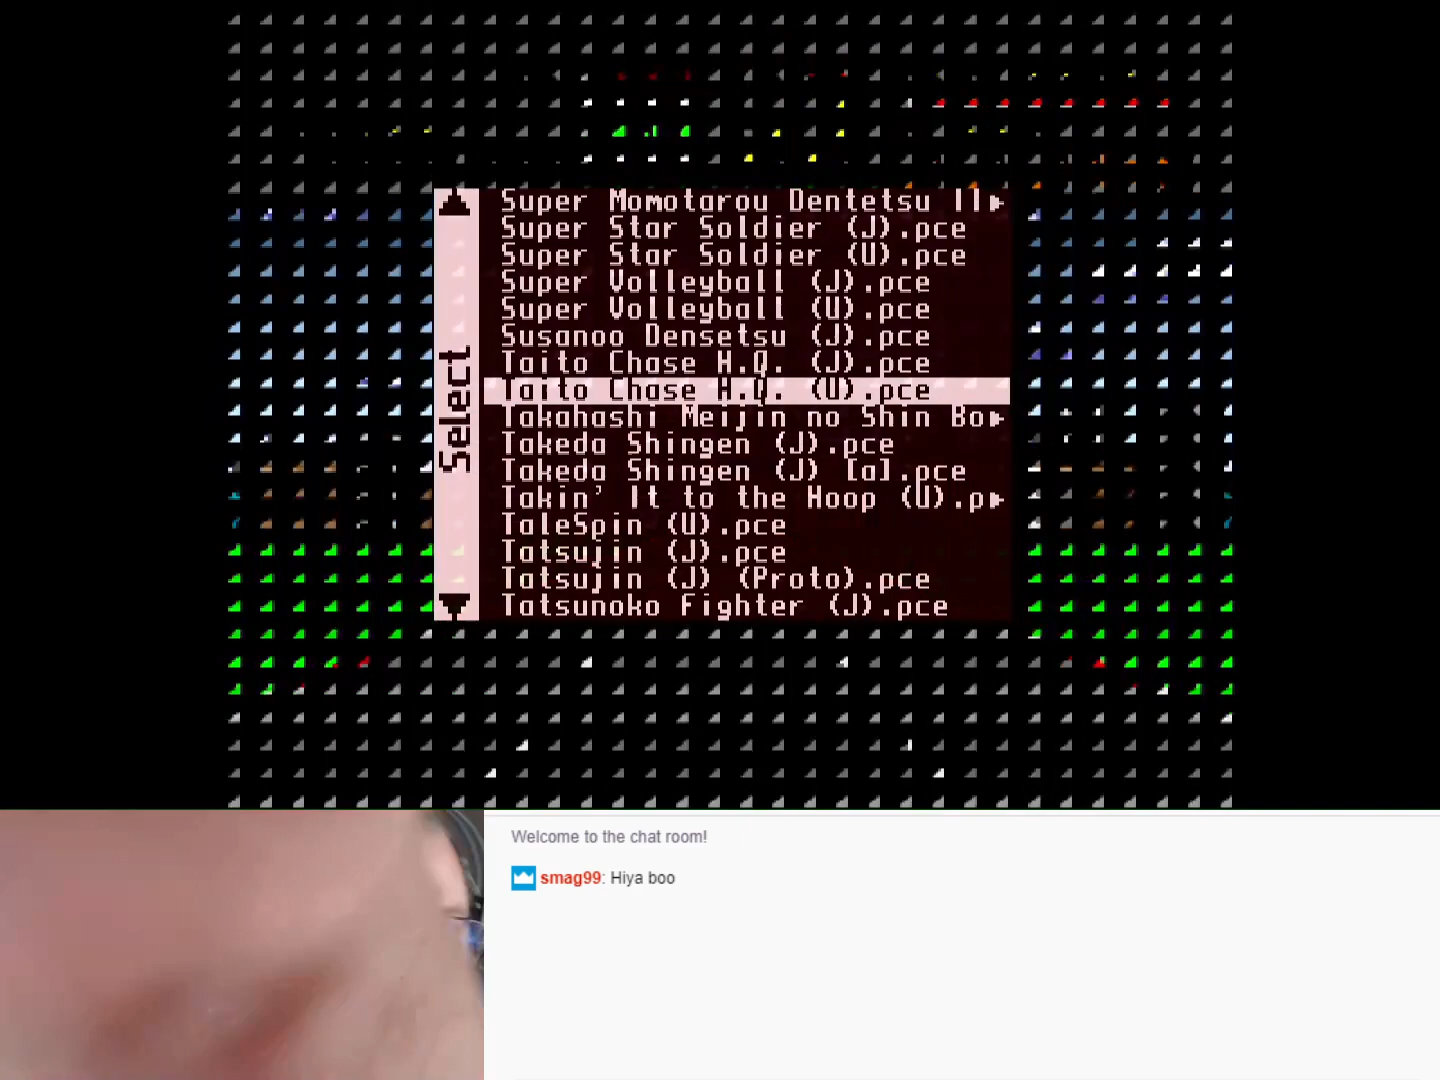 Super Momotarou Dentetsu II
Super Star Soldier (J).pce
Super Star Soldier (U).pce
Super Volleyball (J).pce
Super Volleyball (U).pce
Susanoo Densetsu (J).pce
Taito Chase H.Q. (J).pce
Taito Chase H.Q. (U).pce
Takahashi Meijin no Shin Bo
Takeda Shingen (J).pce
Takeda Shingen (J) [a].pce
Takin' It to the Hoop (U).p
TaleSpin (U).pce
Tatsujin (J).pce
Tatsujin (J) (Proto).pce
Tatsunoko Fighter (J).pce
Select
Welcome to the chat room!
smag99: Hiya boo